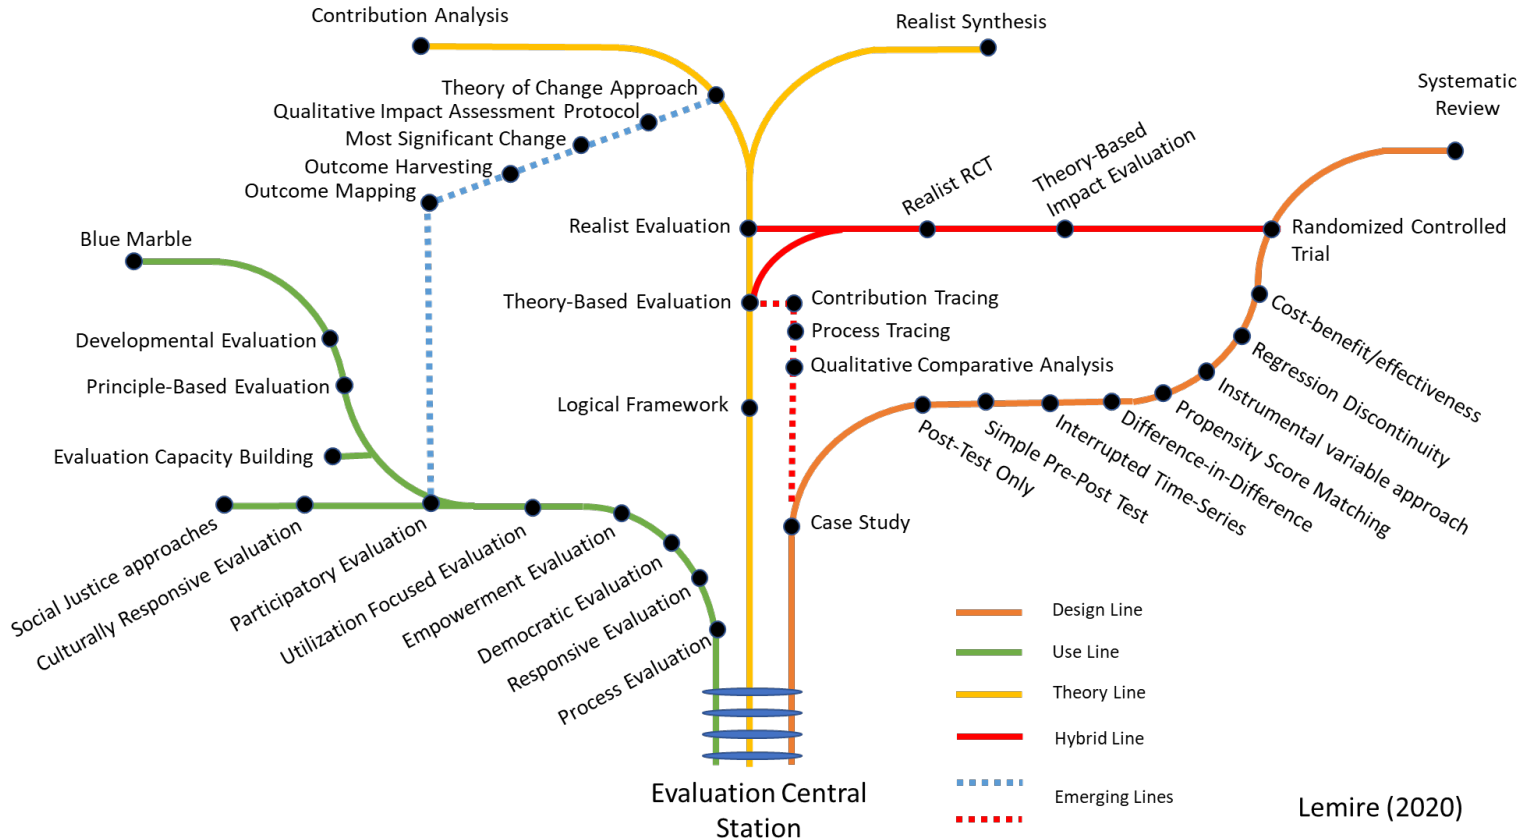 Contribution Analysis
Realist Synthesis
Theory of Change Approach
Qualitative Impact Assessment Protocol
Most Significant Change
Outcome Harvesting
Outcome Mapping
Systematic
Review
Theory-Based
Impact Evaluation
Realist RCT
Realist Evaluation
Randomized Controlled
Trial
Blue Marble
Theory-Based Evaluation
Contribution Tracing
Process Tracing
Qualitative Comparative Analysis
Cost-benefit/effectiveness
Regression Discontinuity
Instrumental variable approach
Propensity Score Matching
Difference-in-Difference
Interrupted Time-Series
Simple Pre-Post Test
Post-Test Only
Developmental Evaluation
Principle-Based Evaluation
Logical Framework
Evaluation Capacity Building
Case Study
Social Justice approaches
Culturally Responsive Evaluation
Participatory Evaluation
Utilization Focused Evaluation
Empowerment Evaluation
Democratic Evaluation
Responsive Evaluation
Process Evaluation
Design Line
Use Line
Theory Line
Hybrid Line
Emerging Lines
Evaluation Central
Station
Lemire (2020)